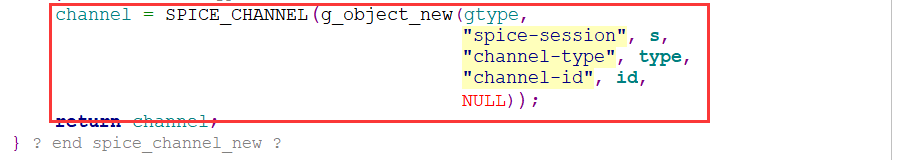 channel = SPICE_CHANNEL(g_object_new(gtype,
"spice-session", s,
"channel-type", type,
"channel-id", id,
NULL));
return channel;
} ? end spice_channel_new ?